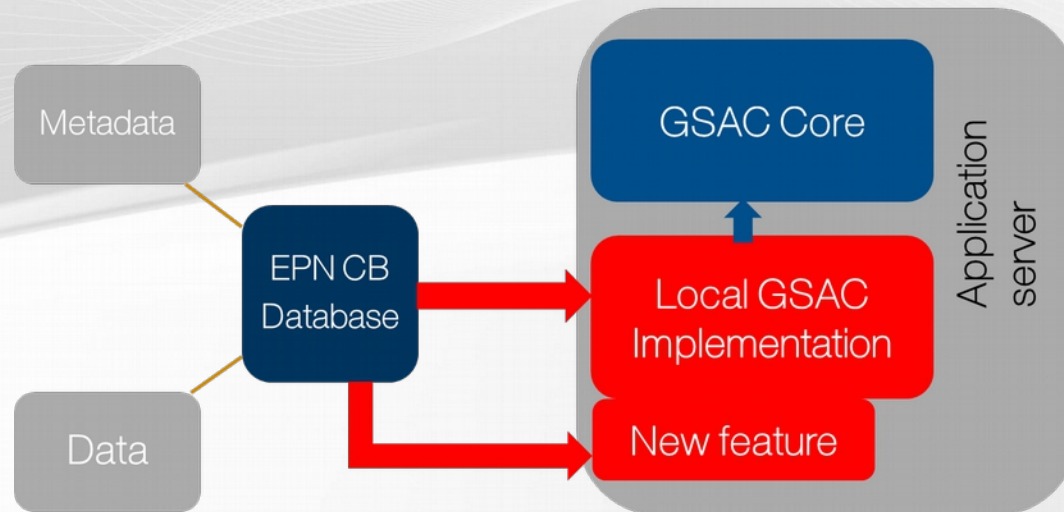 Metadata
EPN CB
Database
Data
GSAC Core
Local GSAC
Implementation
New feature
Application
server